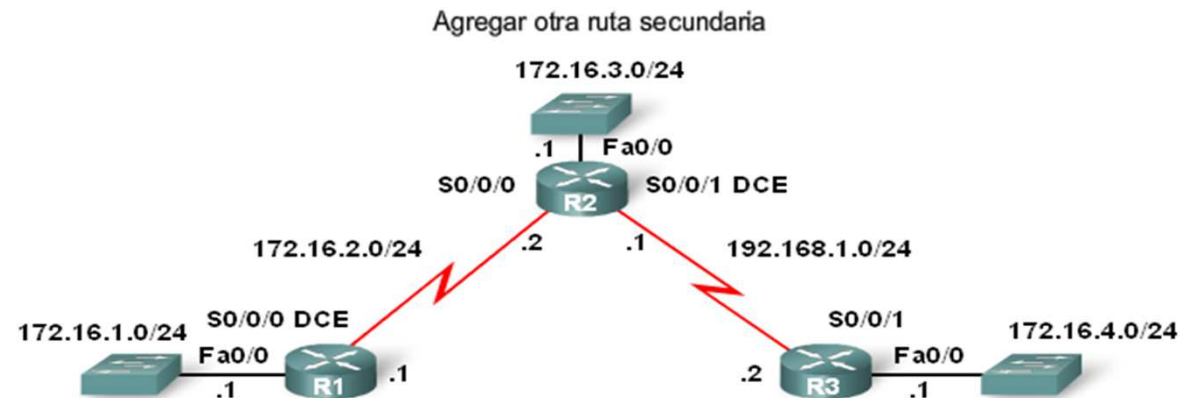 Agregar otra ruta secundaria
172.16.3.0/24
.1 Fa0/0
S0/0/0 S0/0/1 DCE
R2
172.16.2.0/24 .2 .1 192.168.1.0/24
172.16.1.0/24 S0/0/0 DCE S0/0/1 172.16.4.0/24
Fa0/0 Fa0/0
.1 R1 .1 .2 R3 .1